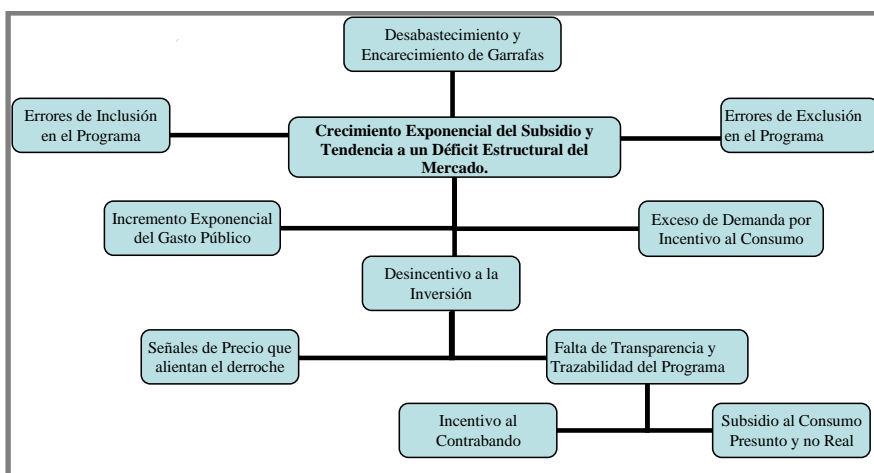 Desabastecimiento y
Encarecimiento de Garrafas
Errores de Inclusión
en el Programa
Crecimiento Exponencial del Subsidio y
Tendencia a un Déficit Estructural del
Mercado.
Errores de Exclusión
en el Programa
Incremento Exponencial
del Gasto Público
Exceso de Demanda por
Incentivo al Consumo
Desincentivo a la
Inversión
Señales de Precio que
alientan el derroche
Falta de Transparencia y
Trazabilidad del Programa
Incentivo al
Contrabando
Subsidio al Consumo
Presunto y no Real